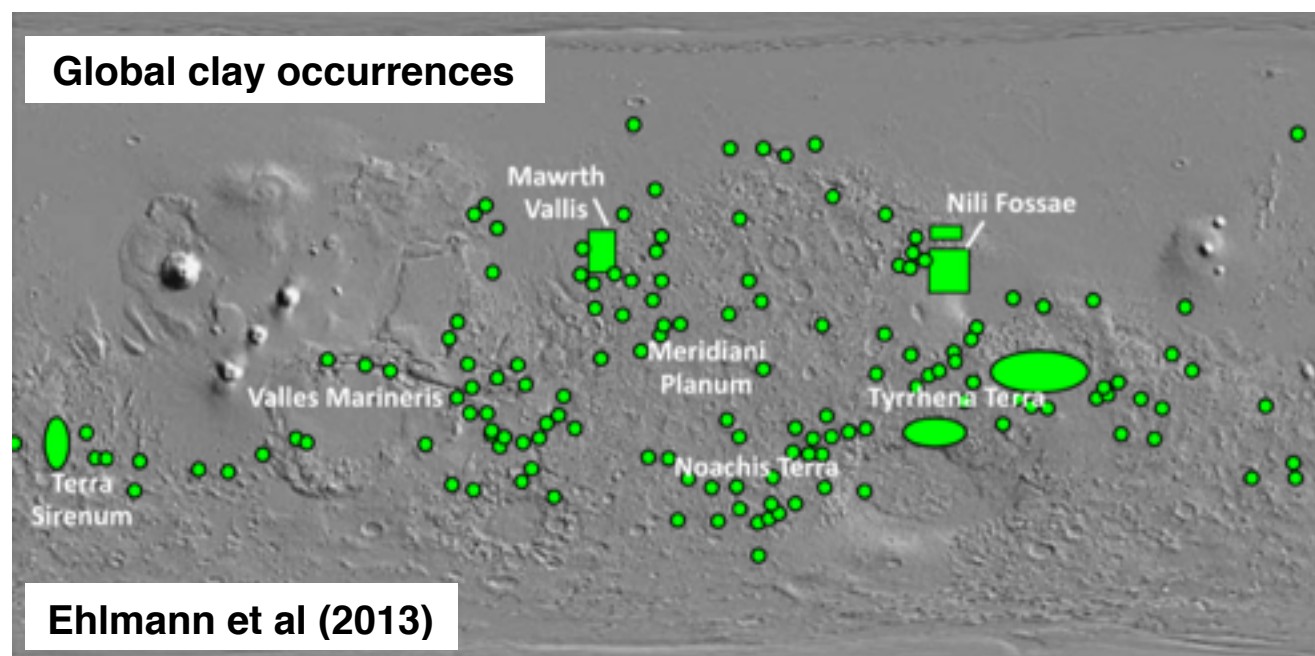 Global clay occurrences
Mawrth
Vallis
Nili Fossae
Meridiani
Planum
Valles Marineris
Tyrrhena Terra
Noachis Terra
Terra
Sirenum
Ehlmann et al (2013)